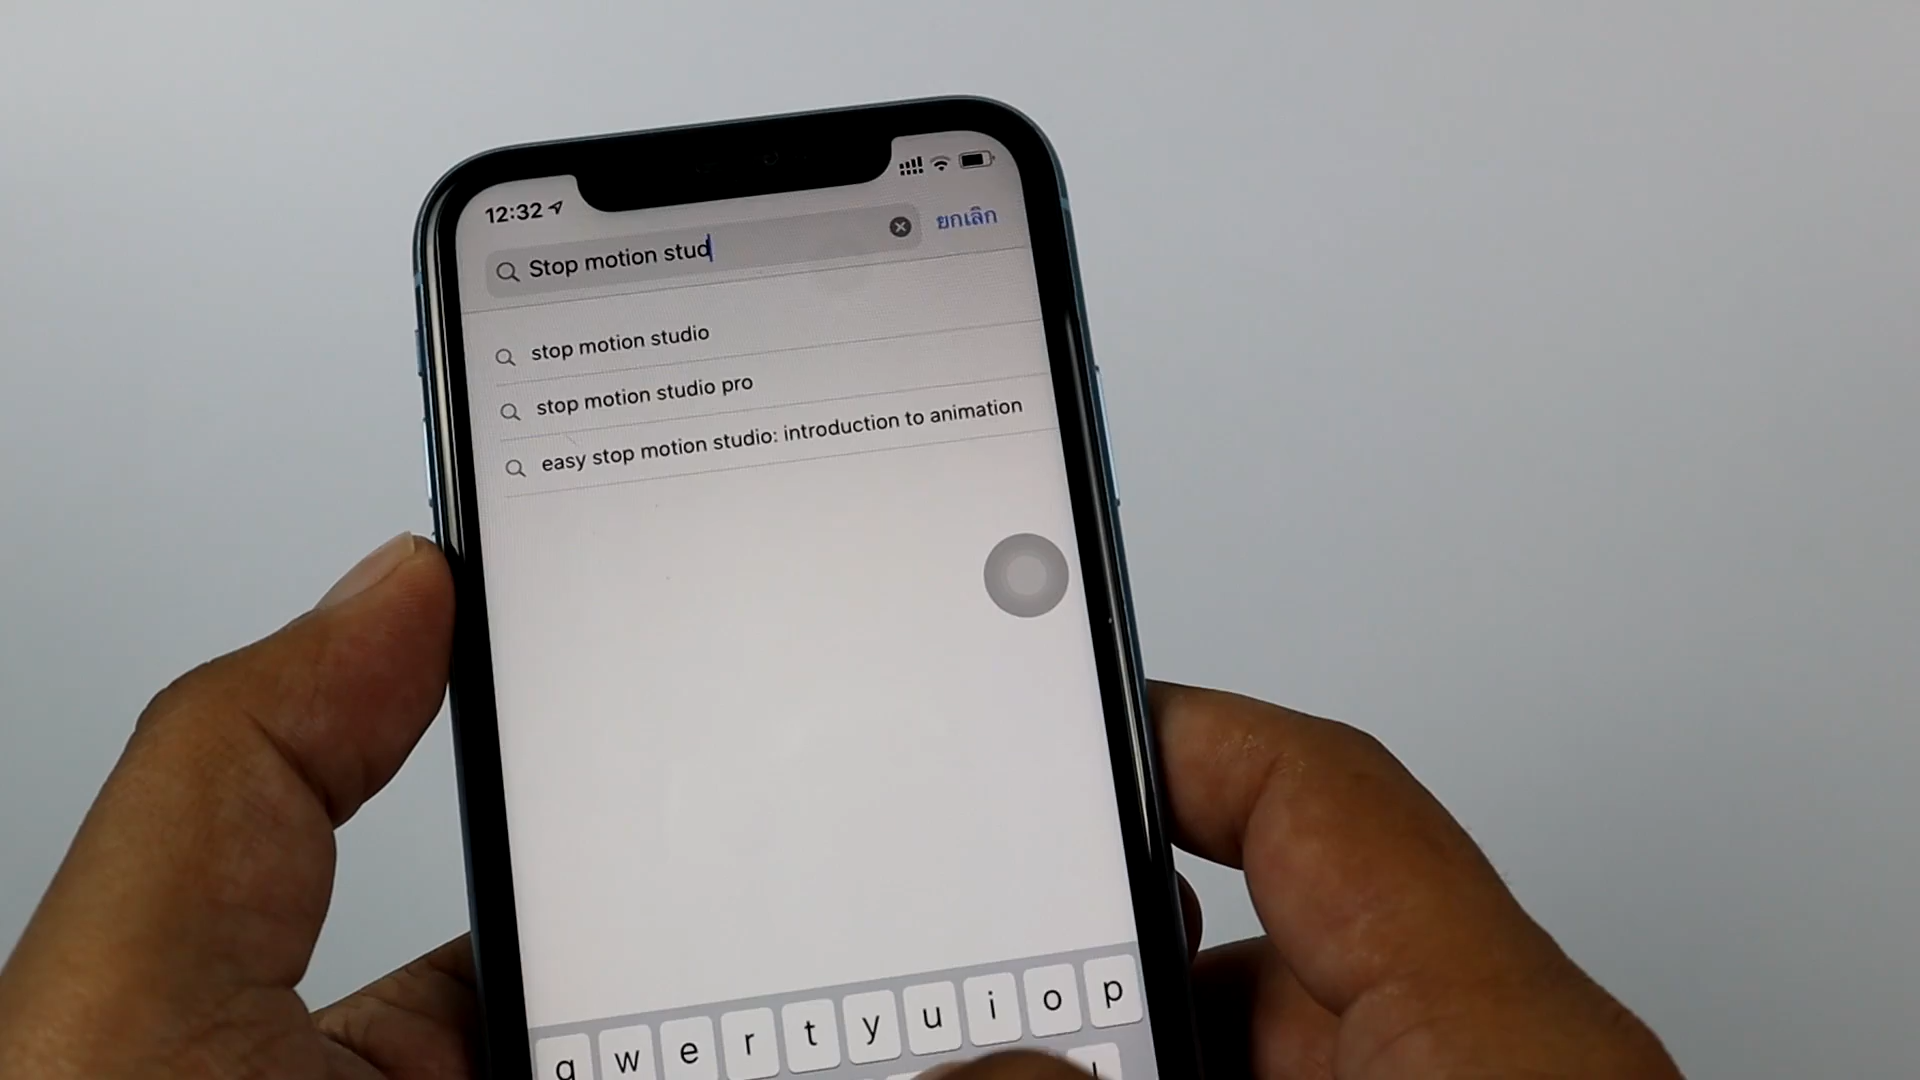 12:32
Stop motion stud
ยกเลิก
stop motion studio
stop motion studio pro
easy stop motion studio: introduction to animation
q w e r t y u i o p